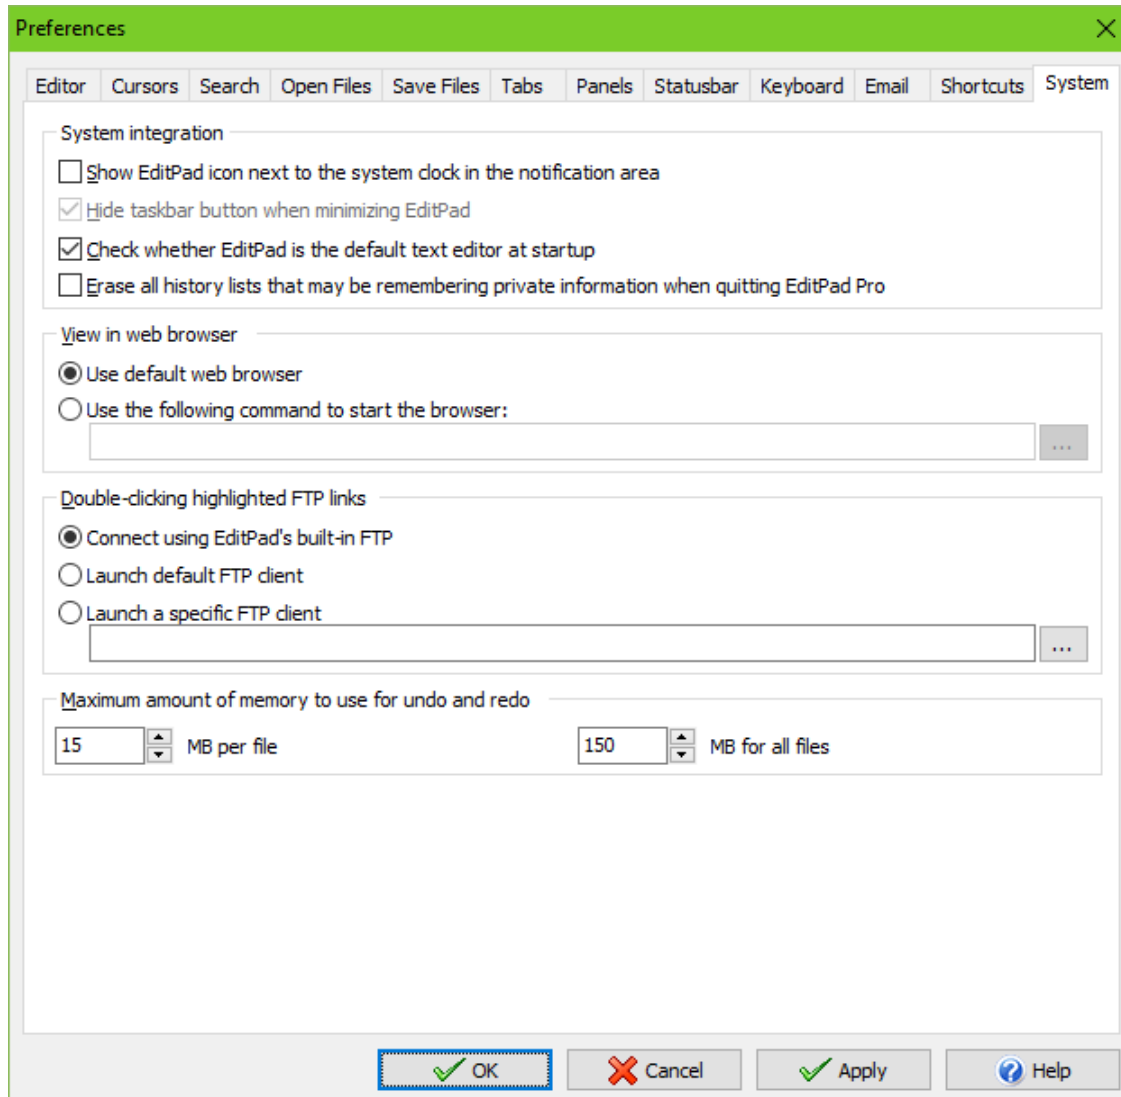 Preferences
Editor Cursors Search Open Files Save Files Tabs Panels Statusbar Keyboard Email Shortcuts System
System integration
Show EditPad icon next to the system clock in the notification area
Hide taskbar button when minimizing EditPad
Check whether EditPad is the default text editor at startup
Erase all history lists that may be remembering private information when quitting EditPad Pro
View in web browser
Use default web browser
Use the following command to start the browser:
...
Double-clicking highlighted FTP links
Connect using EditPad's built-in FTP
Launch default FTP client
Launch a specific FTP client
...
Maximum amount of memory to use for undo and redo
15 MB per file 150 MB for all files
OK Cancel Apply Help